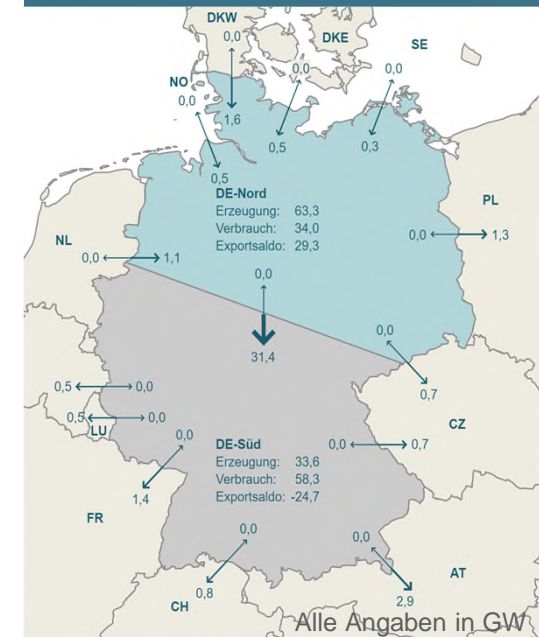 DKW
0,0
DKE
SE
NO
0,0
0,0
0,0
1,6
0,5
0,3
0,5
DE-Nord
Erzeugung: 63,3
Verbrauch: 34,0
Exportsaldo: 29,3
PL
NL
0,0
1,1
0,0
1,3
0,0
31,4
0,0
0,7
0,5
0,0
0,5
0,0
LU
CZ
0,0
1,4
DE-Süd
Erzeugung: 33,6
Verbrauch: 58,3
Exportsaldo: -24,7
0,0
0,7
FR
0,0
0,8
0,0
2,9
AT
CH
Alle Angaben in GW